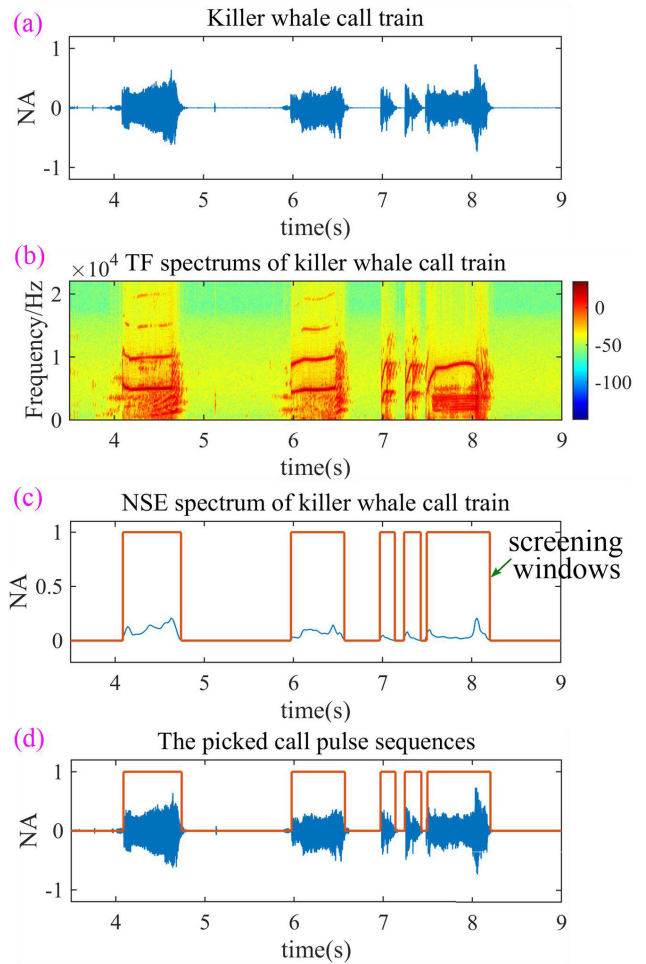 (a)
Killer whale call train
1
0
-1
NA
4 5 6 7 8 9
time(s)
(b)
×10⁴
TF spectrums of killer whale call train
2
1
0
Frequency/Hz
0
-50
-100
4 5 6 7 8 9
time(s)
(c)
NSE spectrum of killer whale call train
1
0.5
0
NA
screening
windows
4 5 6 7 8 9
time(s)
(d)
The picked call pulse sequences
1
0
-1
NA
4 5 6 7 8 9
time(s)